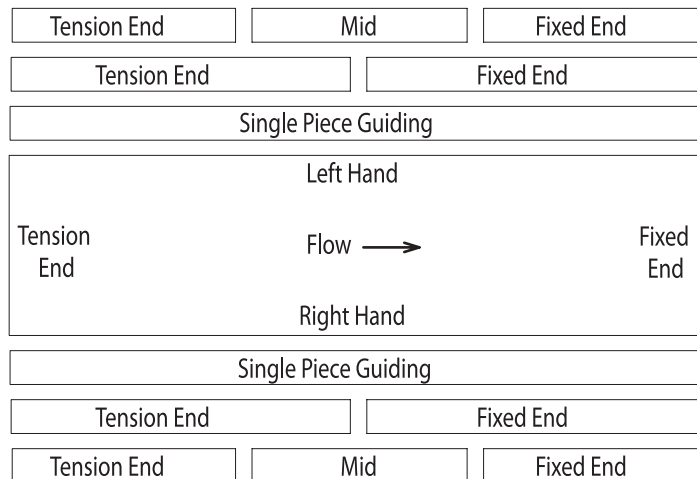 Tension End Mid Fixed End
Tension End Fixed End
Single Piece Guiding
Left Hand
Tension
End
Flow
Fixed
End
Right Hand
Single Piece Guiding
Tension End Fixed End
Tension End Mid Fixed End